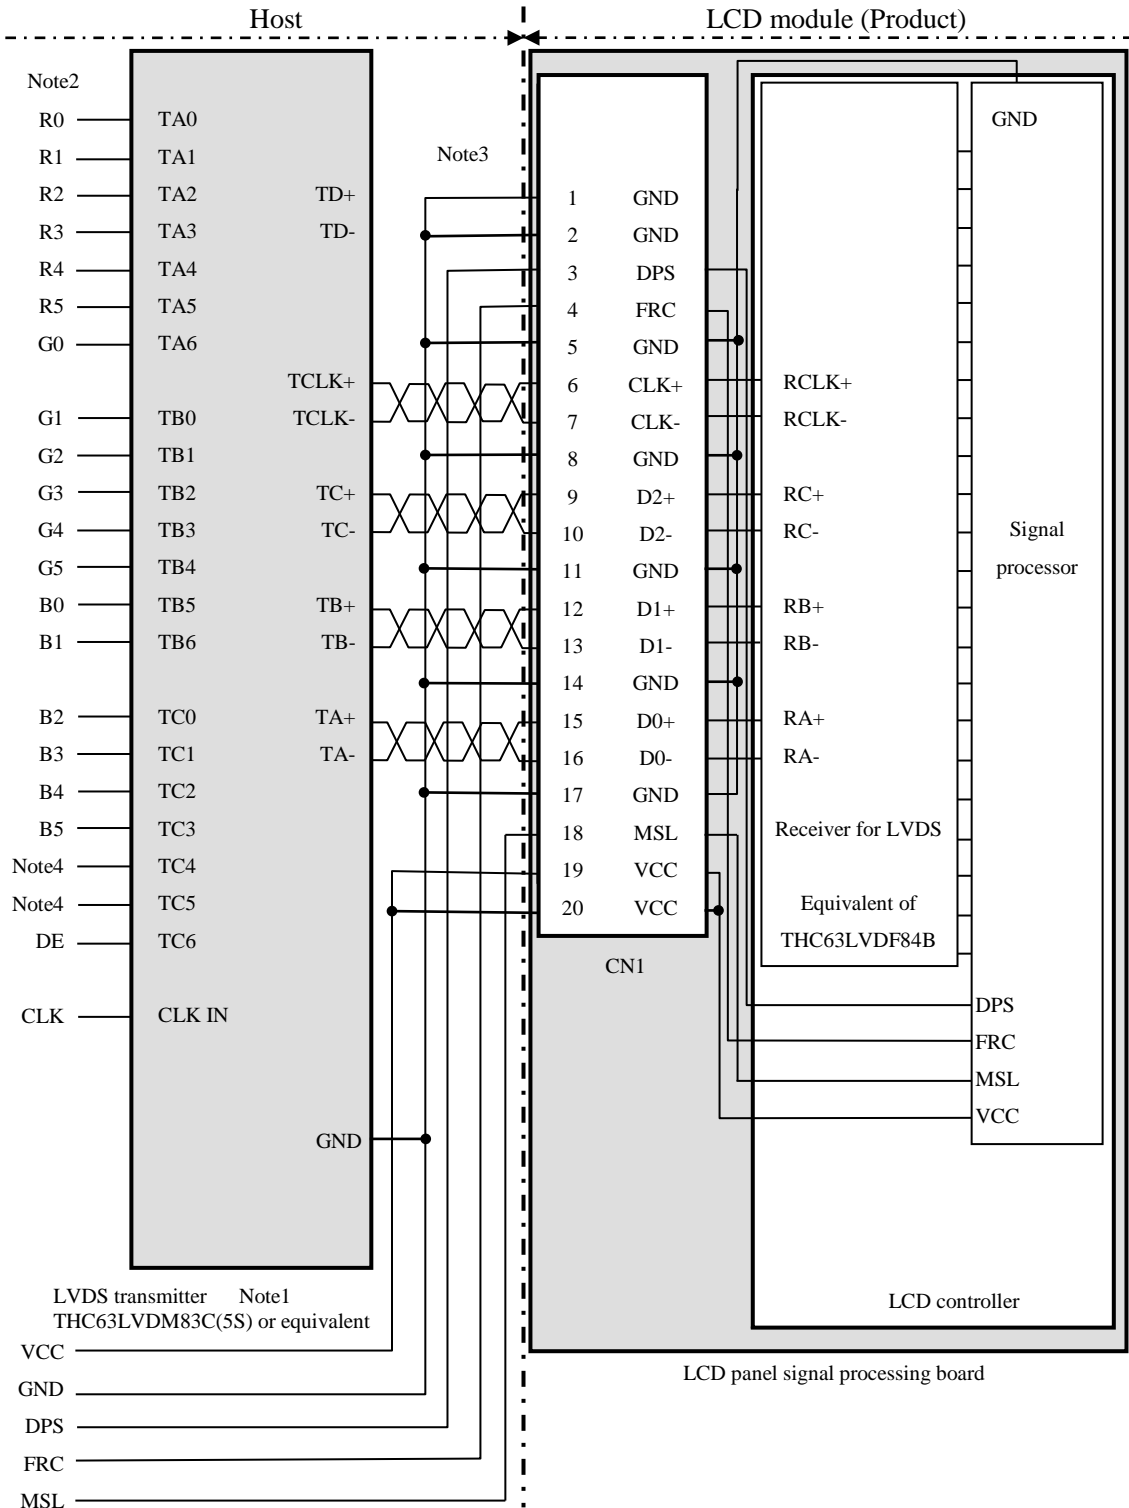 Host
LCD module (Product)
Note2
R0 TA0
R1 TA1
R2 TA2 TD+
R3 TA3 TD-
R4 TA4
R5 TA5
G0 TA6
TCLK+
G1 TB0 TCLK-
G2 TB1
G3 TB2 TC+
G4 TB3 TC-
G5 TB4
B0 TB5 TB+
B1 TB6 TB-
B2 TC0 TA+
B3 TC1 TA-
B4 TC2
B5 TC3
Note4 TC4
Note4 TC5
DE TC6
CLK CLK IN
GND
LVDS transmitter Note1
THC63LVDM83C(5S) or equivalent
VCC
GND
DPS
FRC
MSL
Note3
1 GND
2 GND
3 DPS
4 FRC
5 GND
6 CLK+
7 CLK-
8 GND
9 D2+
10 D2-
11 GND
12 D1+
13 D1-
14 GND
15 D0+
16 D0-
17 GND
18 MSL
19 VCC
20 VCC
CN1
RCLK+
RCLK-
RC+
RC-
RB+
RB-
RA+
RA-
Receiver for LVDS
Equivalent of
THC63LVDF84B
GND
Signal
processor
DPS
FRC
MSL
VCC
LCD controller
LCD panel signal processing board